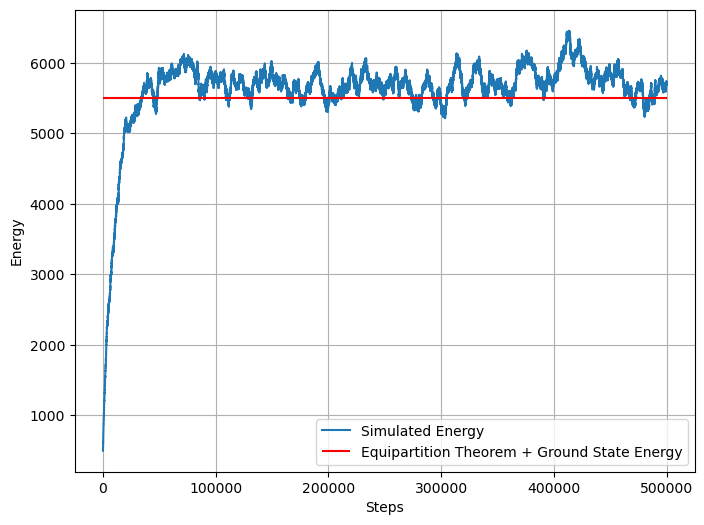 6000
5000
4000
3000
2000
1000
Energy
Simulated Energy
Equipartition Theorem + Ground State Energy
0 100000 200000 300000 400000 500000
Steps